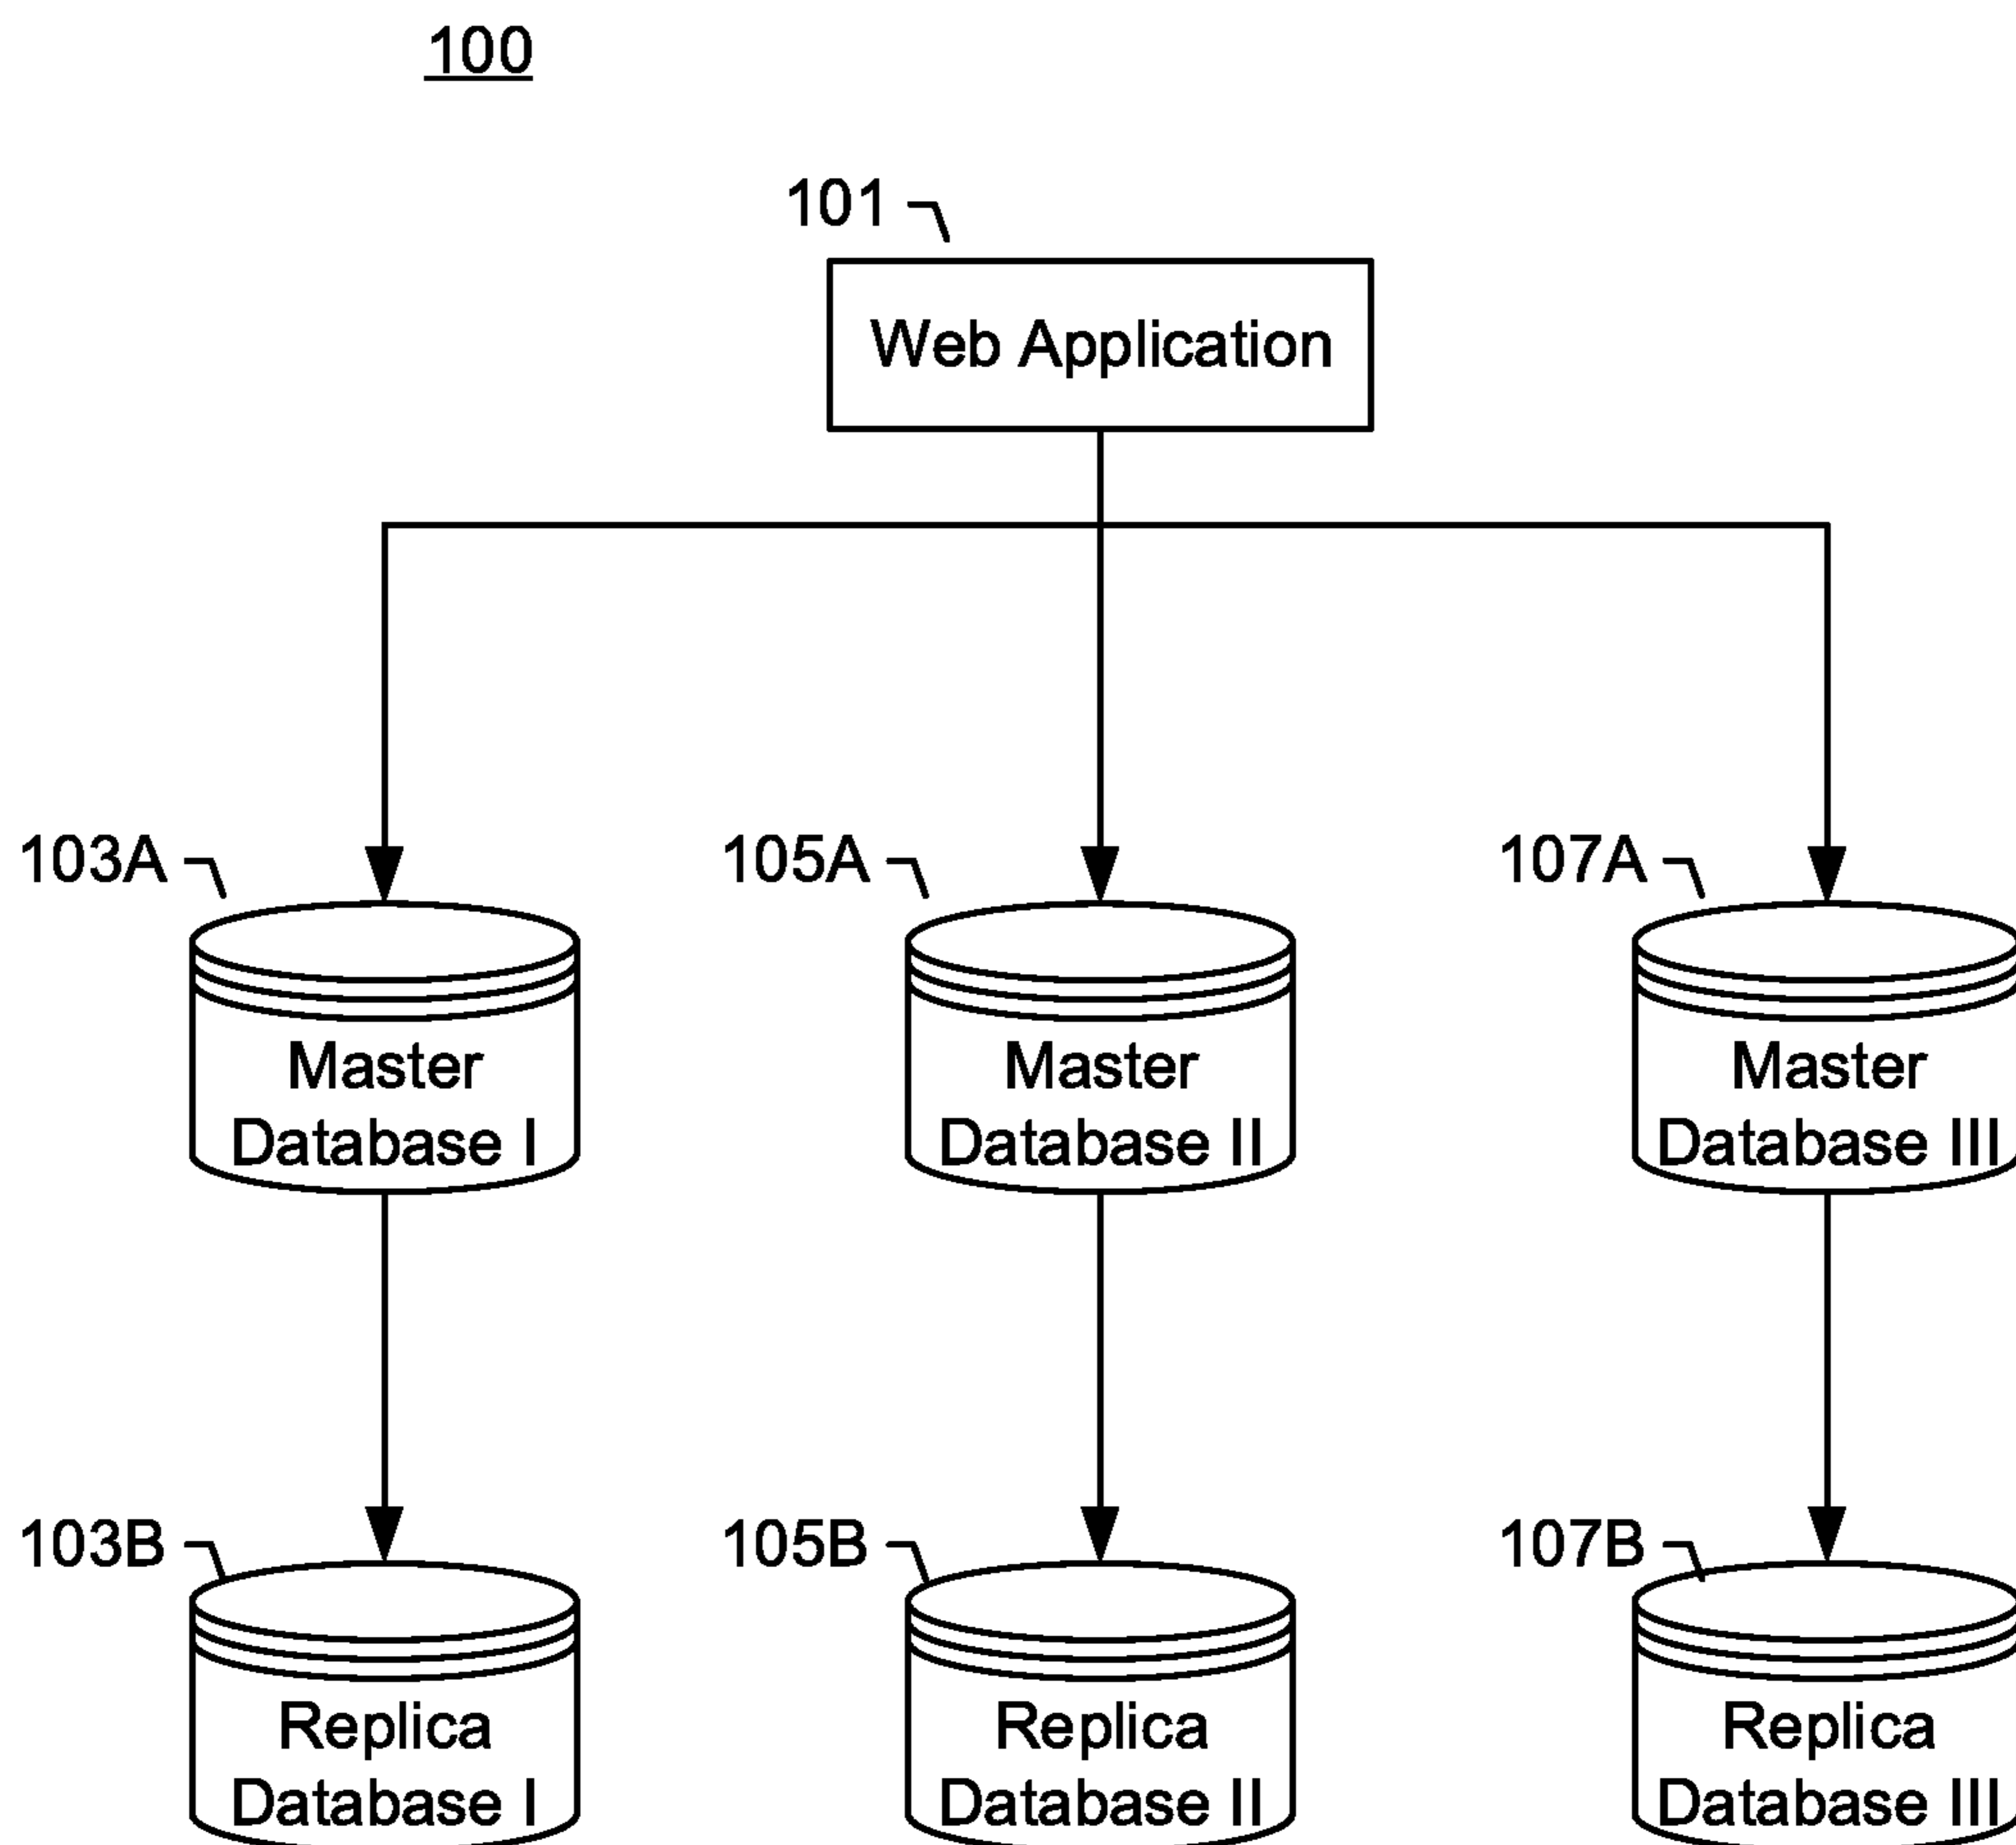 100
101
Web Application
103A
105A
107A
Master
Database I
Master
Database II
Master
Database III
103B
105B
107B
Replica
Database I
Replica
Database II
Replica
Database III